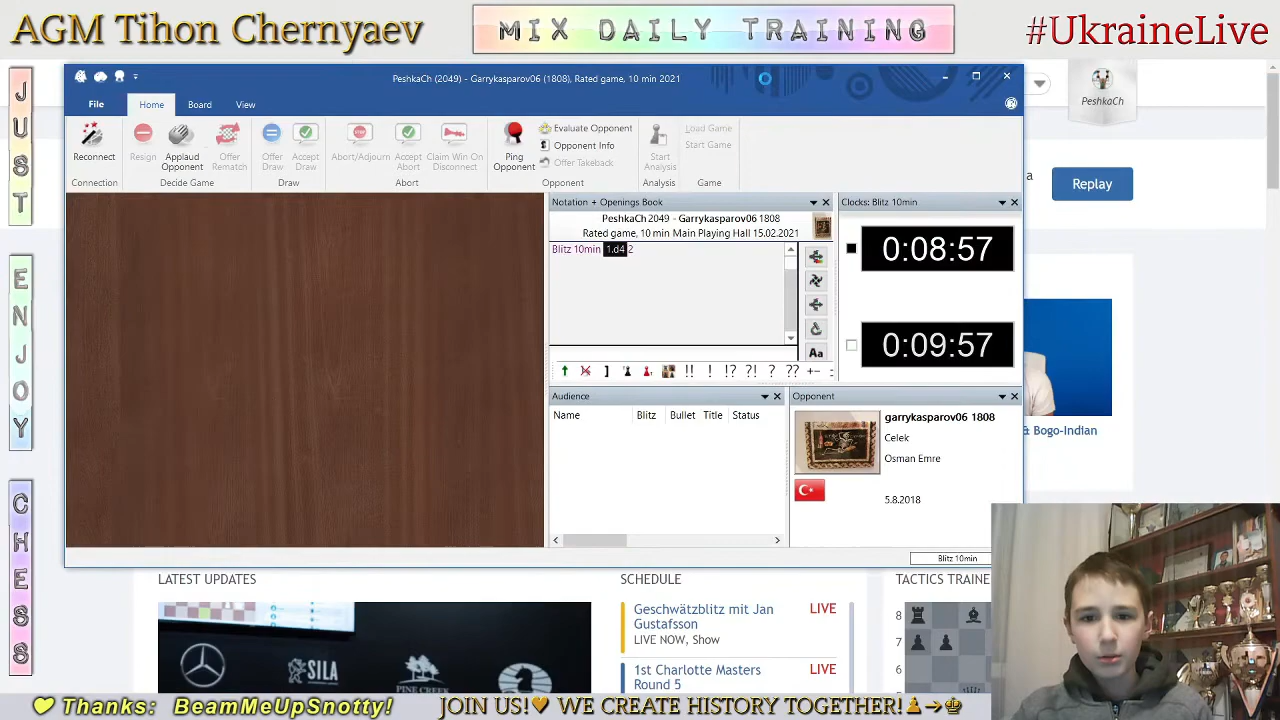 AGM Tihon Chernyaev
MIX DAILY TRAINING
#UkraineLive
JUST
ENJOY
CHESS
PeshkaCh (2049) - Garrykasparov06 (1808), Rated game, 10 min 2021
PeshkaCh
File
Home
Board
View
Reconnect
Resign
Applaud Opponent
Offer Rematch
Offer Draw
Accept Draw
Abort/Adjourn
Accept Abort
Claim Win On Disconnect
Ping Opponent
Evaluate Opponent
Opponent Info
Offer Takeback
Start Analysis
Load Game
Start Game
Connection
Decide Game
Draw
Abort
Opponent
Analysis
Game
a
Replay
Notation + Openings Book
PeshkaCh 2049 - Garrykasparov06 1808
Rated game, 10 min Main Playing Hall 15.02.2021
Blitz 10min 1.d4 2
Aa
!! ! !? ?! ? ?? +−
Clocks: Blitz 10min
0:08:57
0:09:57
Audience
Name Blitz Bullet Title Status
Opponent
garrykasparov06 1808
Celek
Osman Emre
5.8.2018
Blitz 10min
& Bogo-Indian
LATEST UPDATES
SILA
PINE CREEK
SCHEDULE
Geschwätzblitz mit Jan Gustafsson
LIVE
LIVE NOW, Show
1st Charlotte Masters Round 5
LIVE
TACTICS TRAINE
8
7
6
Thanks: BeamMeUpSnotty!
JOIN US! WE CREATE HISTORY TOGETHER!